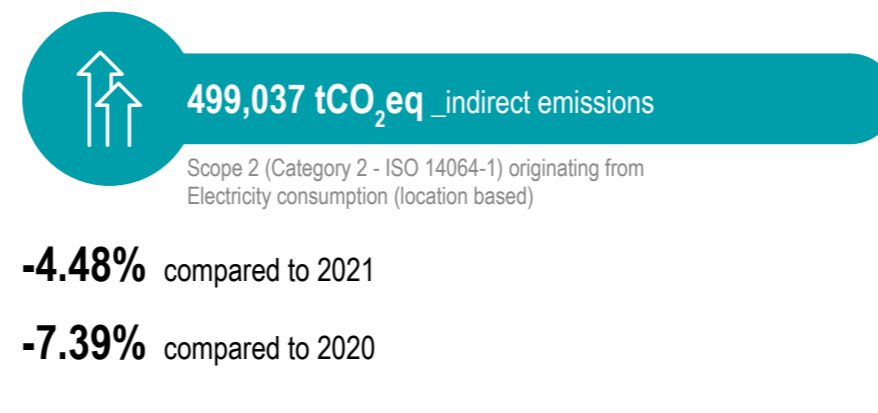 499,037 tCO₂eq _indirect emissions
Scope 2 (Category 2 - ISO 14064-1) originating from
Electricity consumption (location based)
-4.48% compared to 2021
-7.39% compared to 2020